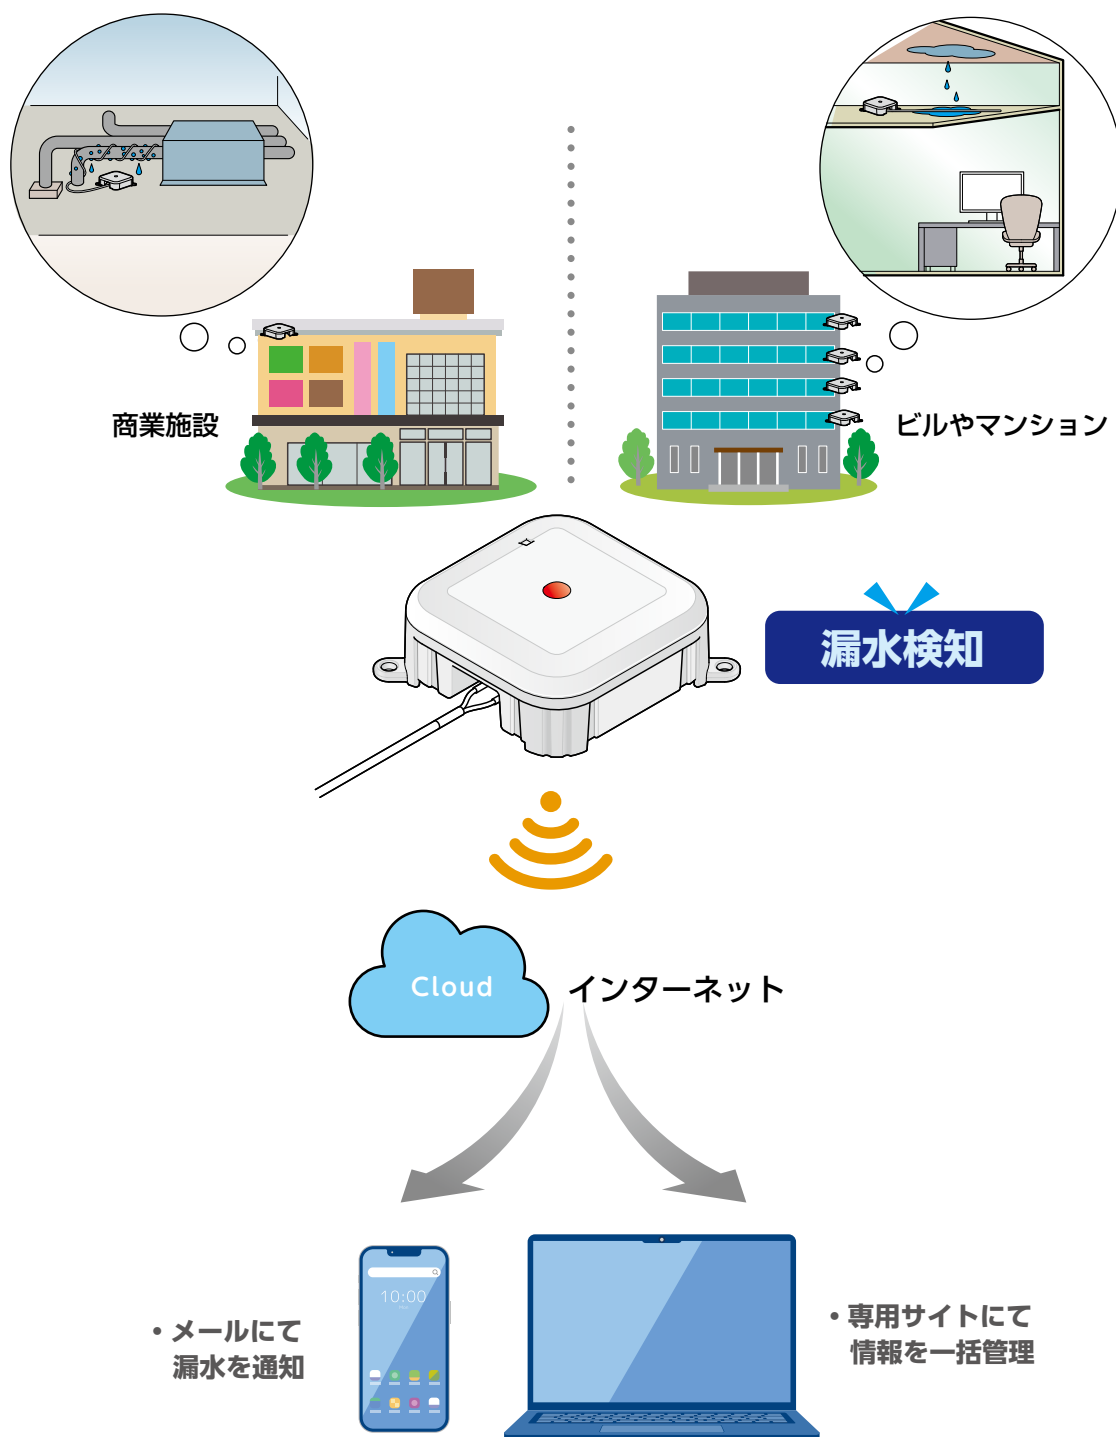 商業施設
ビルやマンション
漏水検知
Cloud
インターネット
10:00
・メールにて
漏水を通知
・専用サイトにて
情報を一括管理